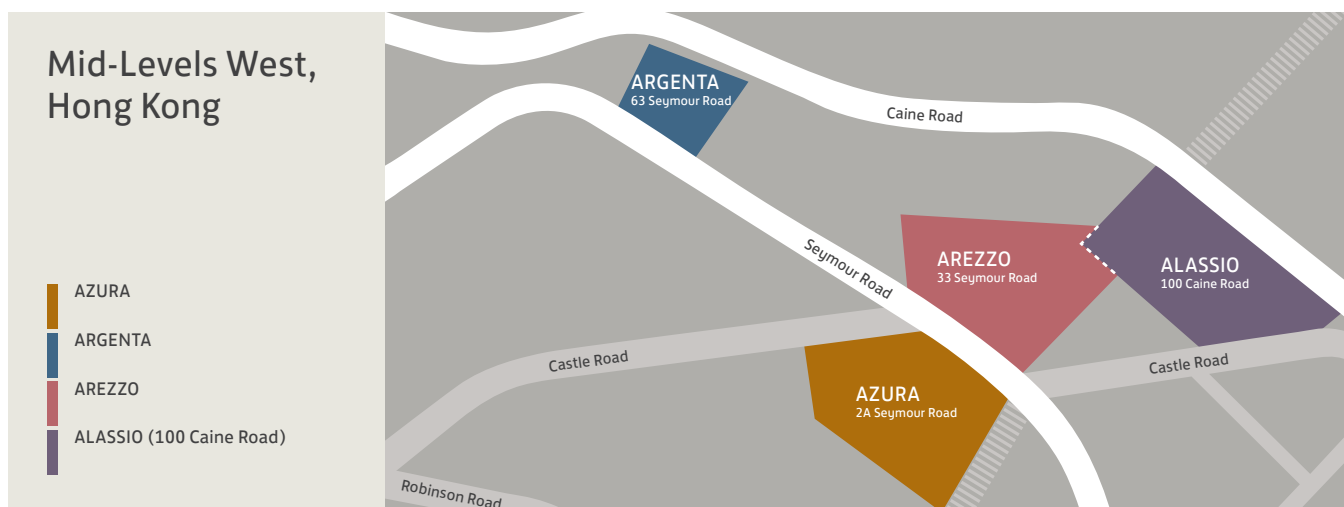 Mid-Levels West,
Hong Kong
AZURA
ARGENTA
AREZZO
ALASSIO (100 Caine Road)
ARGENTA
63 Seymour Road
Caine Road
Seymour Road
AREZZO
33 Seymour Road
ALASSIO
100 Caine Road
Castle Road
Castle Road
AZURA
2A Seymour Road
Robinson Road